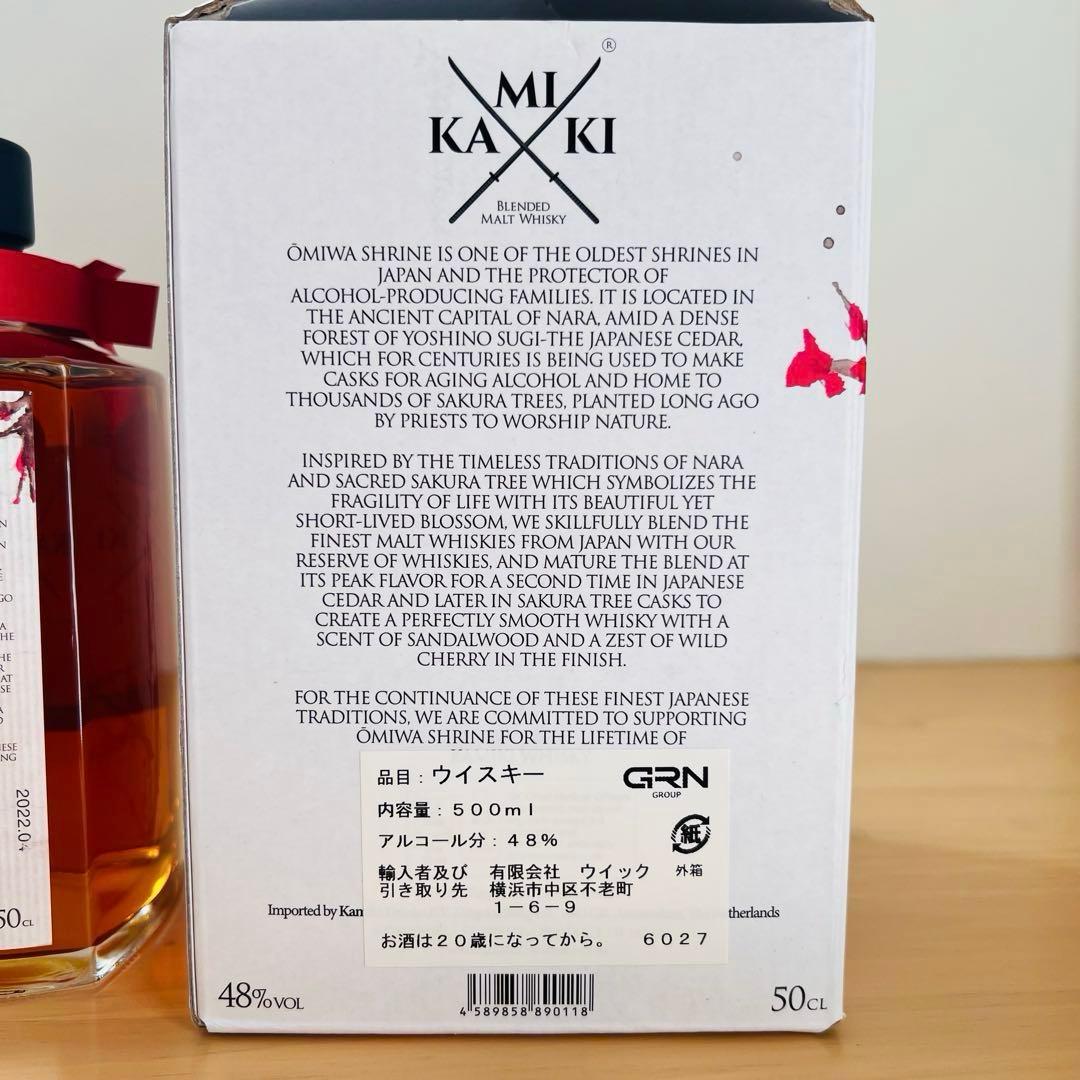 ®
MI
KA KI
BLENDED
MALT WHISKY
ŌMIWA SHRINE IS ONE OF THE OLDEST SHRINES IN
JAPAN AND THE PROTECTOR OF
ALCOHOL-PRODUCING FAMILIES. IT IS LOCATED IN
THE ANCIENT CAPITAL OF NARA, AMID A DENSE
FOREST OF YOSHINO SUGI-THE JAPANESE CEDAR,
WHICH FOR CENTURIES IS BEING USED TO MAKE
CASKS FOR AGING ALCOHOL AND HOME TO
THOUSANDS OF SAKURA TREES, PLANTED LONG AGO
BY PRIESTS TO WORSHIP NATURE.
INSPIRED BY THE TIMELESS TRADITIONS OF NARA
AND SACRED SAKURA TREE WHICH SYMBOLIZES THE
FRAGILITY OF LIFE WITH ITS BEAUTIFUL YET
SHORT-LIVED BLOSSOM, WE SKILLFULLY BLEND THE
FINEST MALT WHISKIES FROM JAPAN WITH OUR
RESERVE OF WHISKIES, AND MATURE THE BLEND AT
ITS PEAK FLAVOR FOR A SECOND TIME IN JAPANESE
CEDAR AND LATER IN SAKURA TREE CASKS TO
CREATE A PERFECTLY SMOOTH WHISKY WITH A
SCENT OF SANDALWOOD AND A ZEST OF WILD
CHERRY IN THE FINISH.
FOR THE CONTINUANCE OF THESE FINEST JAPANESE
TRADITIONS, WE ARE COMMITTED TO SUPPORTING
ŌMIWA SHRINE FOR THE LIFETIME OF
品目：ウイスキー
GRN
GROUP
内容量：５００ｍｌ
紙
アルコール分：４８％
輸入者及び 有限会社 ウイック 外箱
引き取り先 横浜市中区不老町
１－６－９
Imported by Kam
therlands
お酒は２０歳になってから。 ６０２７
48% VOL
50 CL
4 589858 890118
2022.04
50 CL